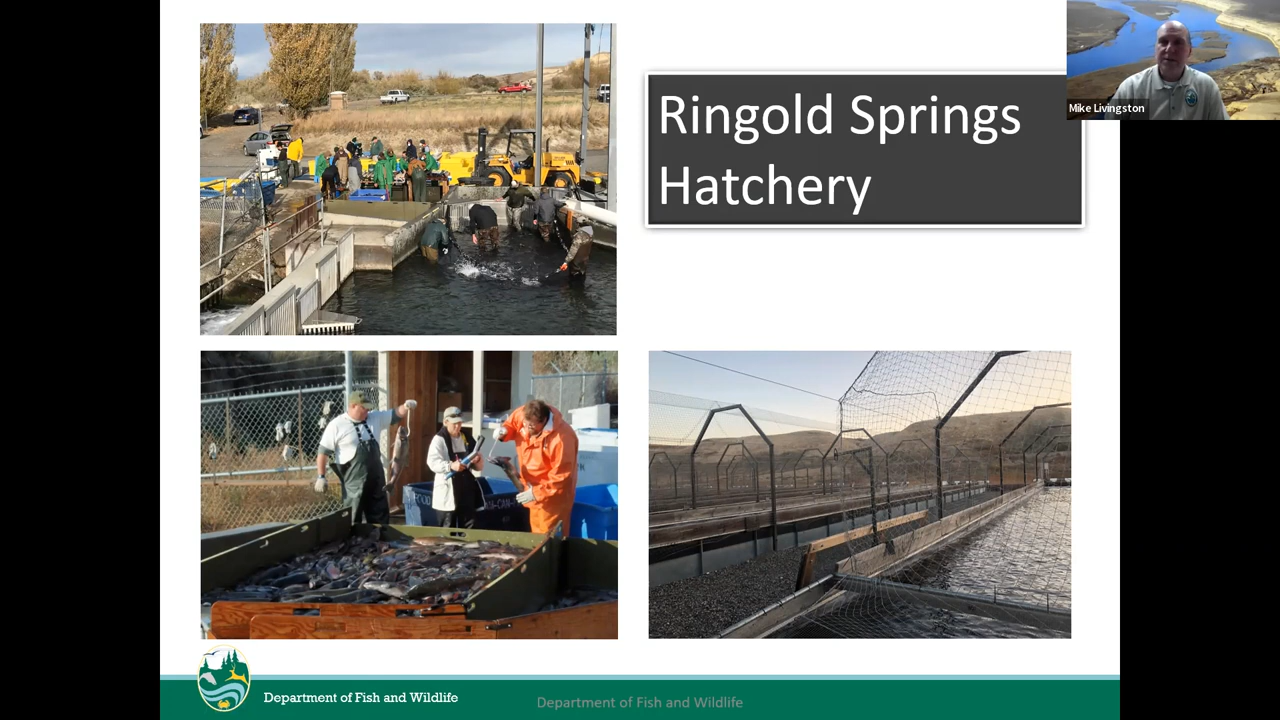 Ringold Springs
Hatchery
Mike Livingston
Department of Fish and Wildlife
Department of Fish and Wildlife